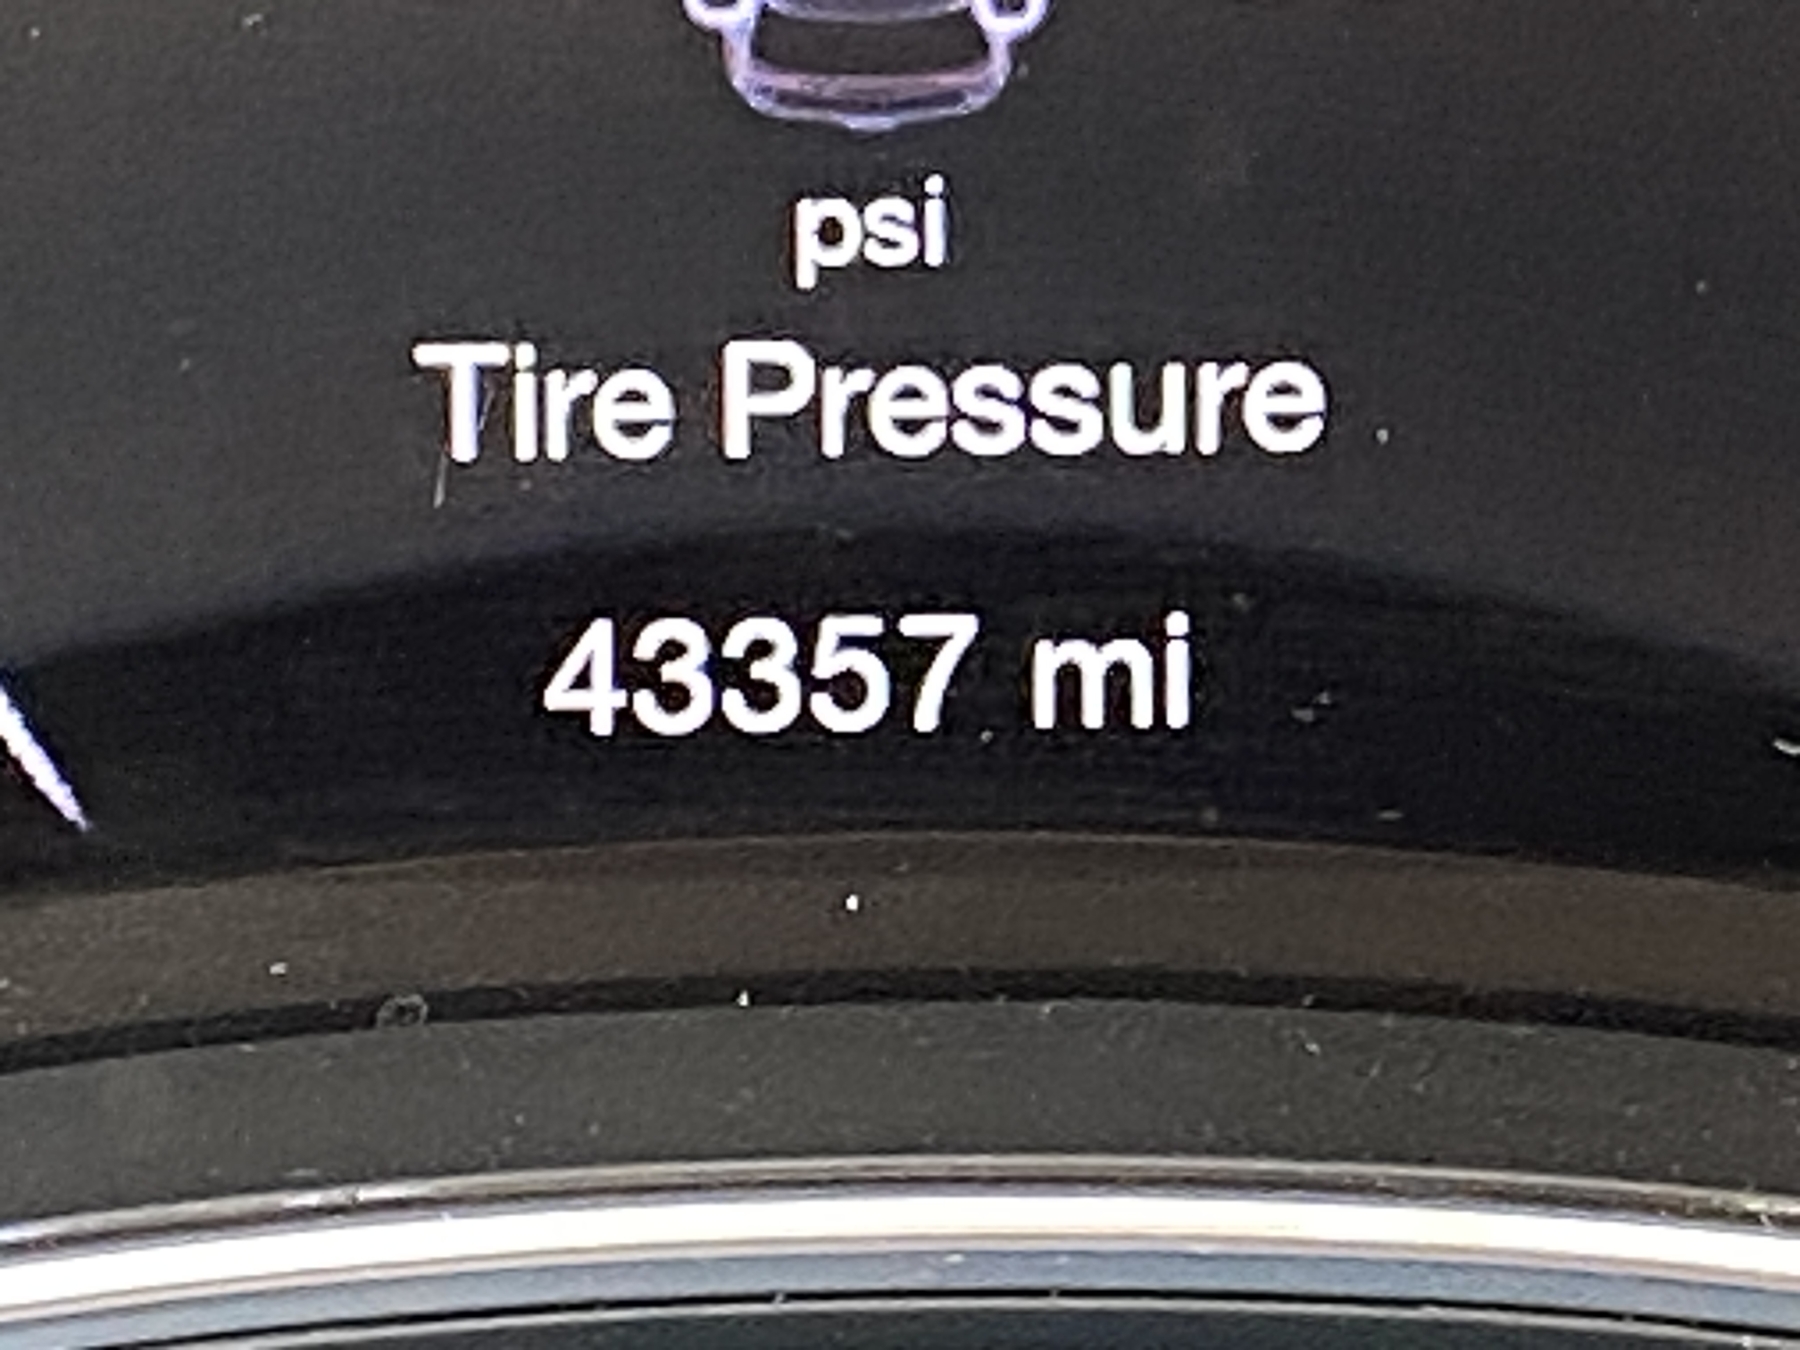 psi
Tire Pressure
43357 mi